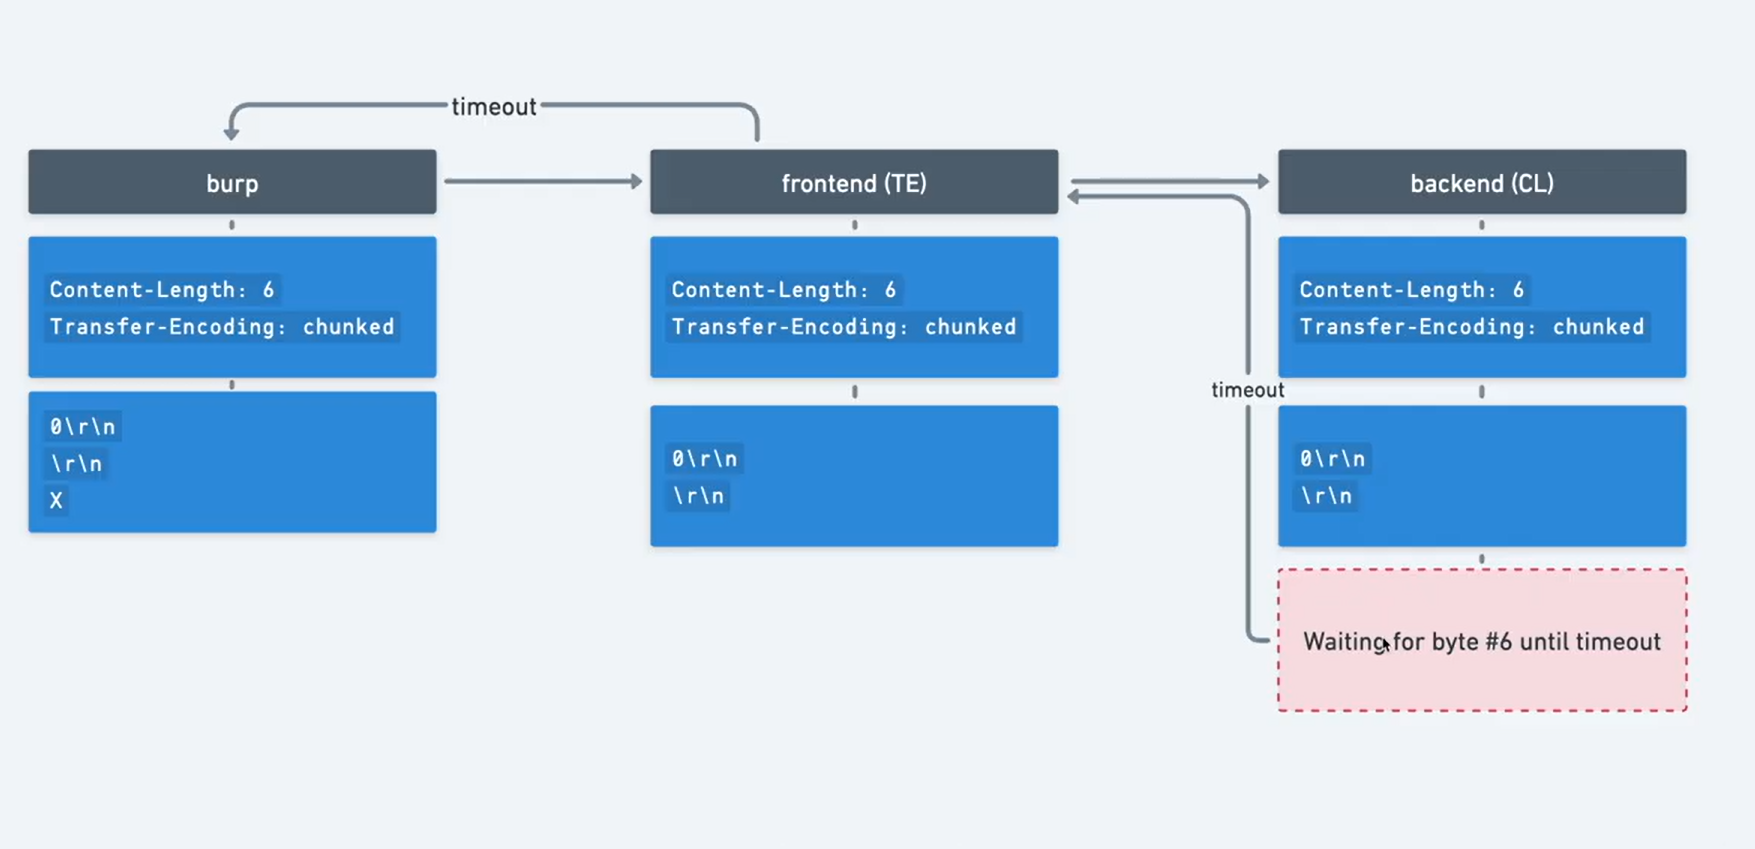 timeout
burp
frontend (TE)
backend (CL)
Content-Length: 6
Transfer-Encoding: chunked
Content-Length: 6
Transfer-Encoding: chunked
Content-Length: 6
Transfer-Encoding: chunked
timeout
0\r\n
\r\n
X
0\r\n
\r\n
0\r\n
\r\n
Waiting for byte #6 until timeout